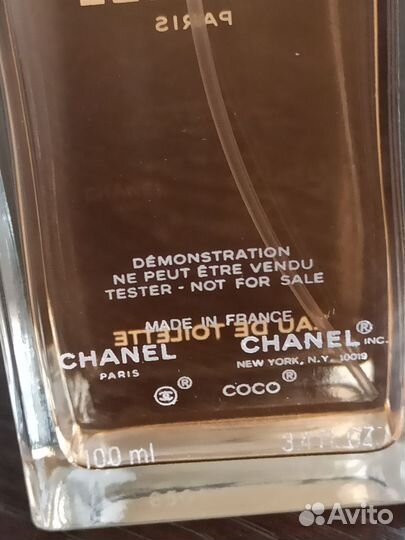 PARIS
DÉMONSTRATION
NE PEUT ÊTRE VENDU
TESTER - NOT FOR SALE
MADE IN FRANCE
EAU DE TOILETTE
CHANEL
CHANEL® INC.
PARIS
NEW YORK, N.Y. 10019
® COCO®
100 ml
Avito